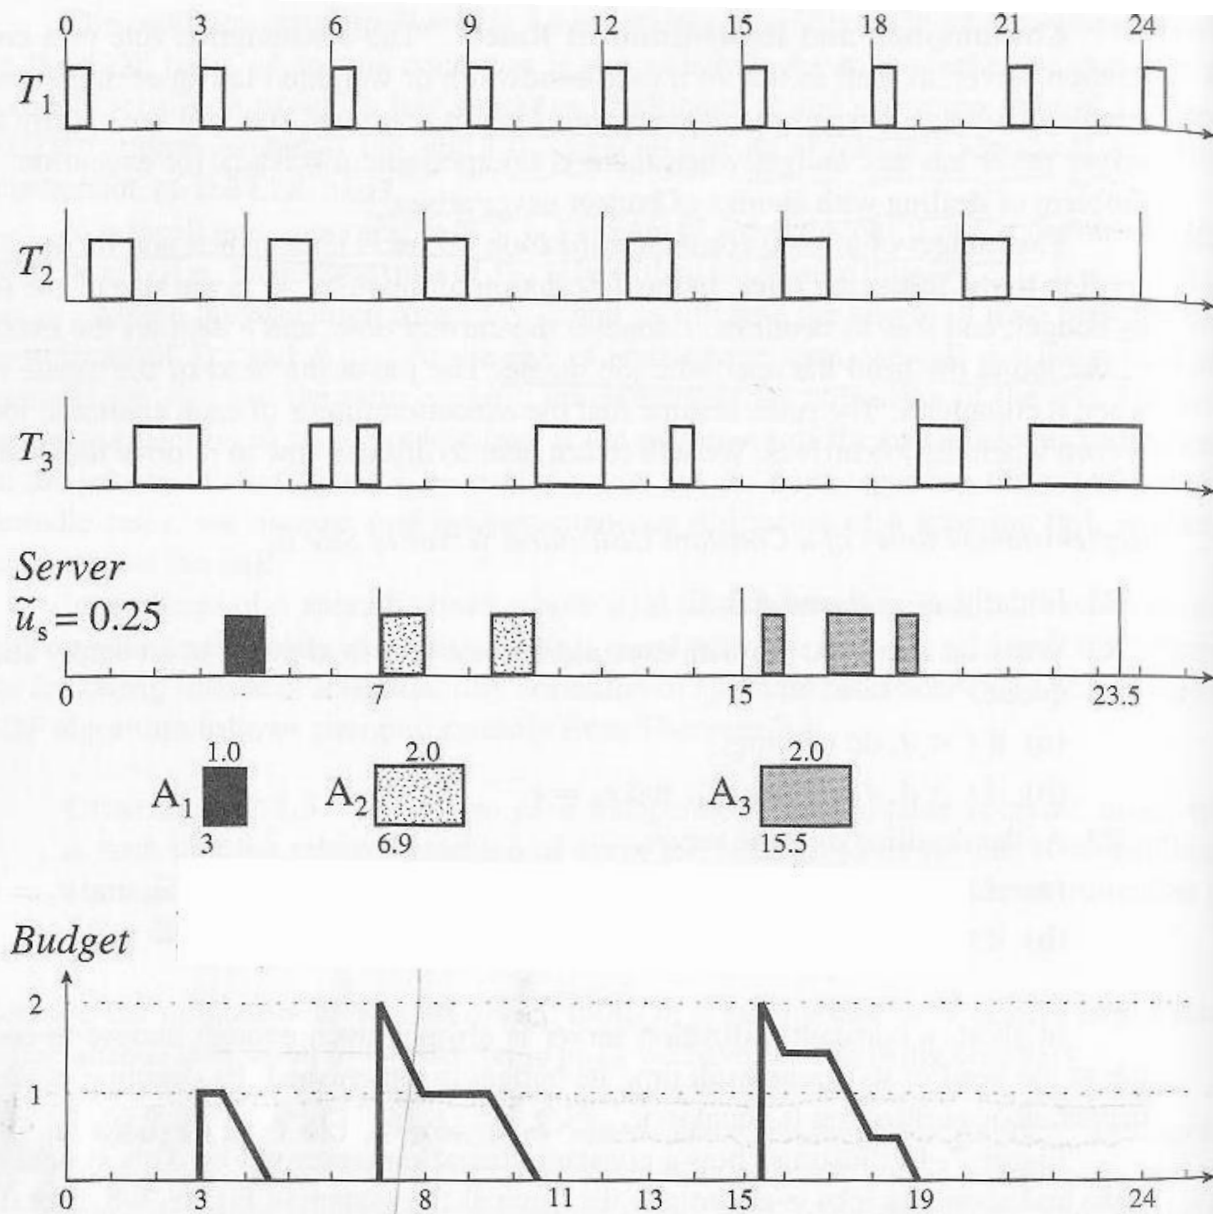 0 3 6 9 12 15 18 21 24
T1
T2
T3
Server
ũs = 0.25
0 7 15 23.5
1.0 2.0 2.0
A1 A2 A3
3 6.9 15.5
Budget
2
1
0 3 8 11 13 15 19 24